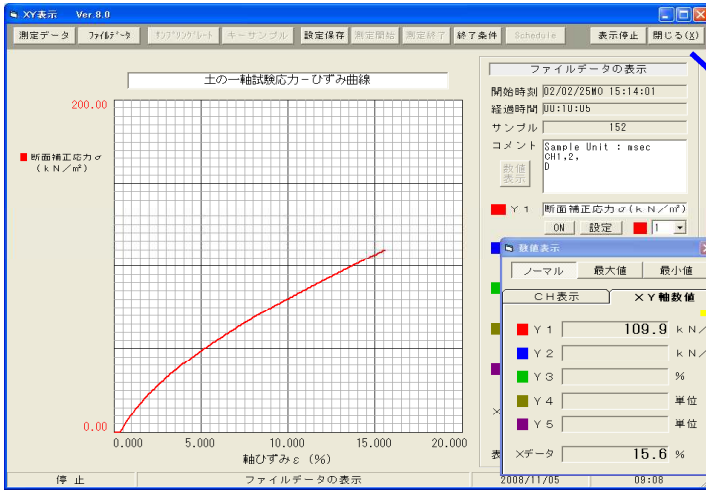 XY表示 Ver.8.0
測定データ ファイルデータ サンプリングレート キーサンプル 設定保存 測定開始 測定終了 終了条件 Schedule 表示停止 閉じる(X)
土の一軸試験応力－ひずみ曲線
200.00
断面補正応力σ
(ｋＮ／㎡)
0.00
0.000 5.000 10.000 15.000 20.000
軸ひずみε (%)
ファイルデータの表示
開始時刻 02/02/25MO 15:14:01
経過時間 00:10:05
サンプル 152
コメント Sample Unit : msec
CH1,2,
D
数値
表示
Ｙ１ 断面補正応力σ(ｋＮ／㎡)
ON 設定 1
数値表示
ノーマル 最大値 最小値
ＣＨ表示 ＸＹ軸数値
Ｙ１ 109.9 ｋＮ／
Ｙ２ ｋＮ／
Ｙ３ %
Ｙ４ 単位
Ｙ５ 単位
Ｘデータ 15.6 %
表
停 止 ファイルデータの表示 2008/11/05 09:08